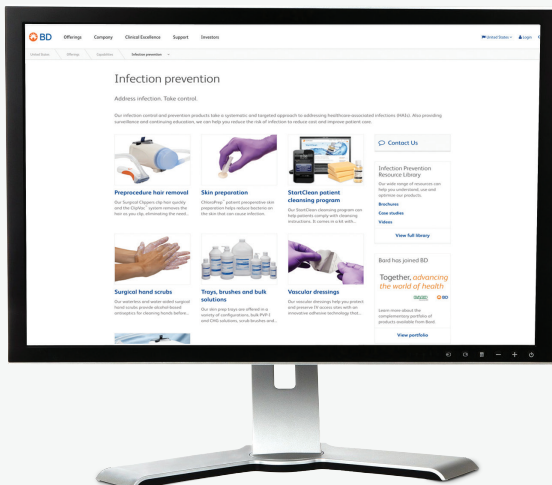 BD
Offerings
Company
Clinical Excellence
Support
Investors
United States
Login
United States
Offerings
Capabilities
Infection prevention
Infection prevention
Address infection. Take control.
Our infection control and prevention products take a systematic and targeted approach to addressing healthcare-associated infections (HAIs). Also providing
surveillance and continuing education, we can help you reduce the risk of infection to reduce cost and improve patient care.
Preprocedure hair removal
Our Surgical Clippers clip hair quickly
and the ClipVac™ system removes the
hair as you clip, eliminating the need...
Skin preparation
ChloraPrep™ patient preoperative skin
preparation helps reduce bacteria on
the skin that can cause infection.
StartClean patient
cleansing program
Our StartClean cleansing program can
help patients comply with cleansing
instructions. It comes in a kit with...
Surgical hand scrubs
Our waterless and water-aided surgical
hand scrubs provide alcohol-based
antiseptics for cleaning hands before...
Trays, brushes and bulk
solutions
Our skin prep trays are offered in a
variety of configurations, bulk PVP-I
and CHG solutions, scrub brushes and...
Vascular dressings
Our vascular dressings help you protect
and preserve IV access sites with an
innovative adhesive technology that...
Contact Us
Infection Prevention
Resource Library
Our wide range of resources can
help you understand, use and
optimize our products.
Brochures
Case studies
Videos
View full library
Bard has joined BD.
Together, advancing
the world of health
BARD
BD
Learn more about the
complementary portfolio of
products available from Bard.
View portfolio